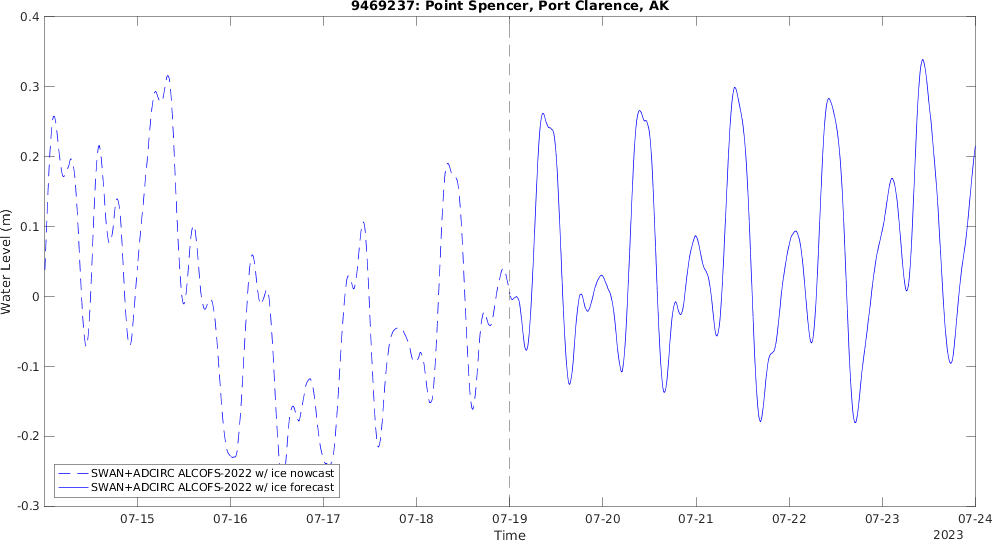 9469237: Point Spencer, Port Clarence, AK
0.4
0.3
0.2
0.1
0
-0.1
-0.2
-0.3
Water Level (m)
SWAN+ADCIRC ALCOFS-2022 w/ ice nowcast
SWAN+ADCIRC ALCOFS-2022 w/ ice forecast
07-15 07-16 07-17 07-18 07-19 07-20 07-21 07-22 07-23 07-24
Time
2023